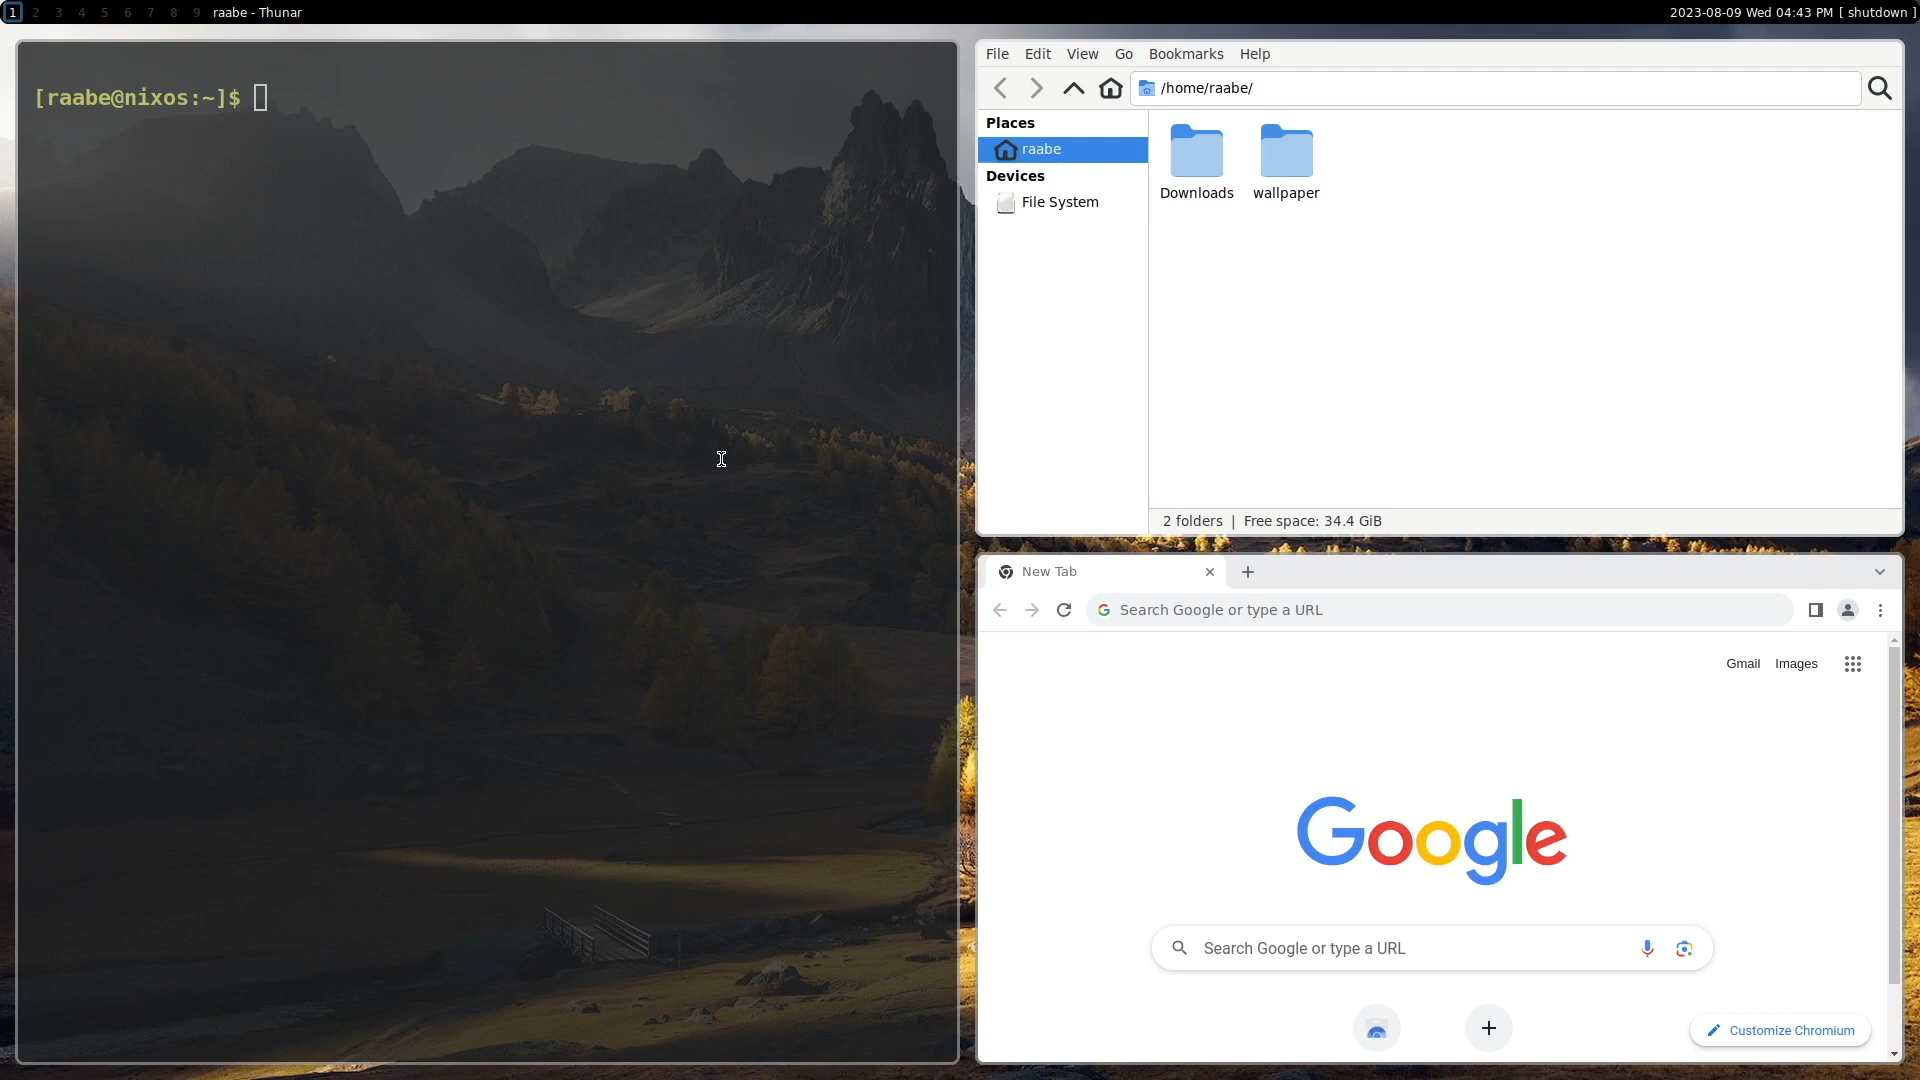 1 2 3 4 5 6 7 8 9 raabe - Thunar 2023-08-09 Wed 04:43 PM [ shutdown ]
[raabe@nixos:~]$
File Edit View Go Bookmarks Help
/home/raabe/
Places
raabe
Devices
File System
Downloads wallpaper
2 folders | Free space: 34.4 GiB
New Tab
Search Google or type a URL
Gmail Images
Google
Search Google or type a URL
Customize Chromium